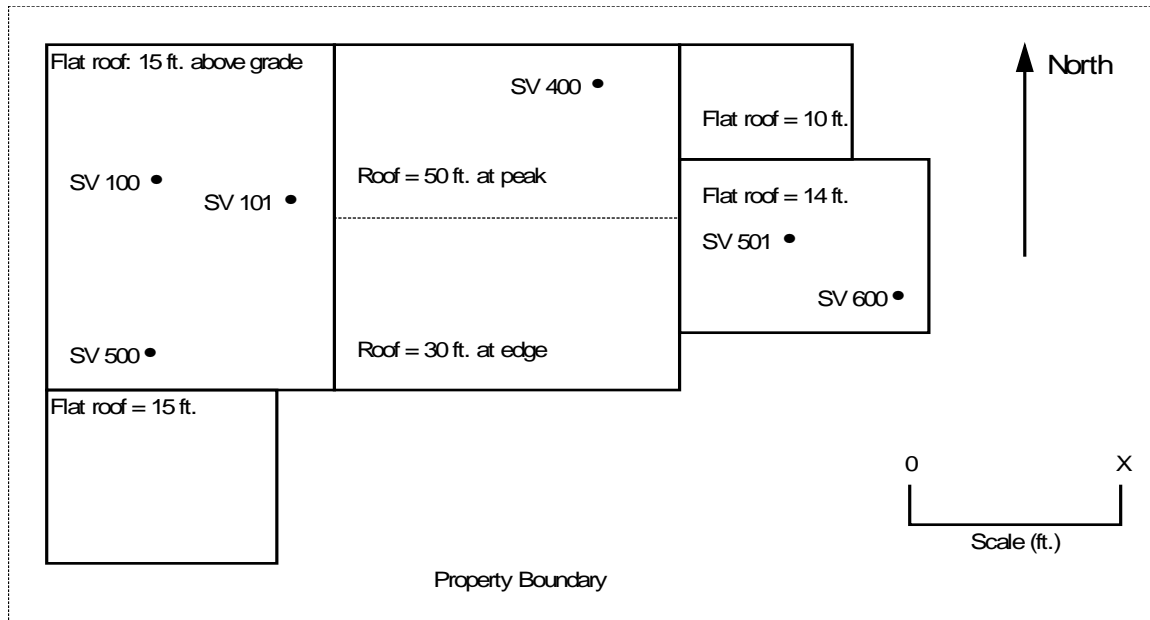 Flat roof: 15 ft. above grade
SV 400
North
Flat roof = 10 ft.
SV 100
SV 101
Roof = 50 ft. at peak
Flat roof = 14 ft.
SV 501
SV 600
SV 500
Roof = 30 ft. at edge
Flat roof = 15 ft.
0 X
Scale (ft.)
Property Boundary